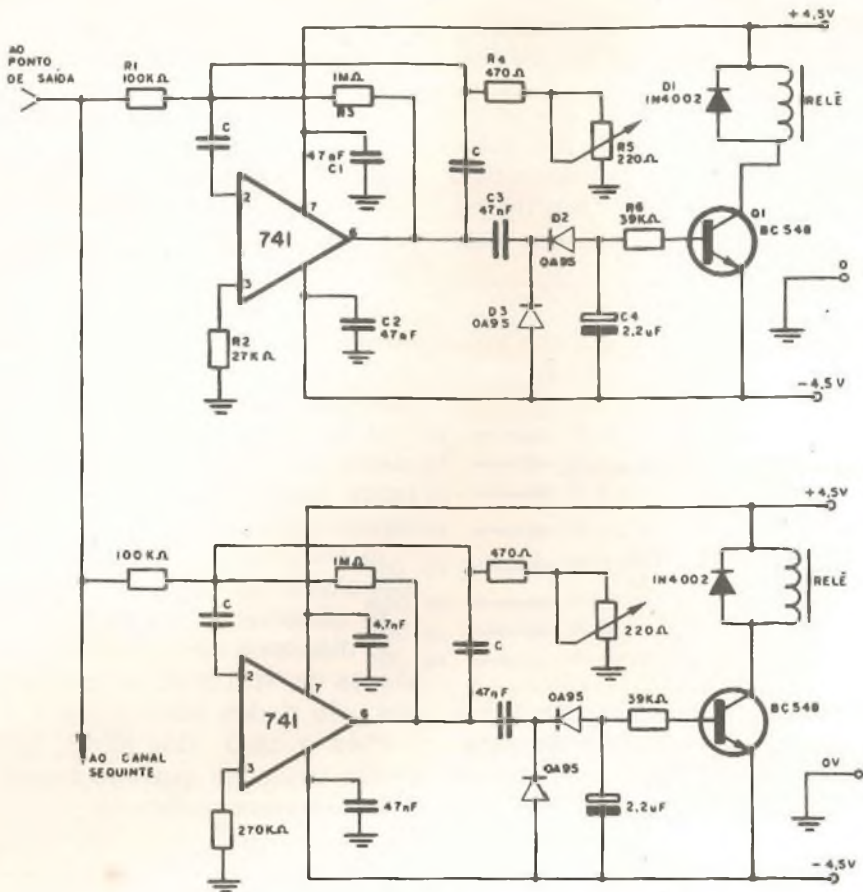 AO
PONTO
DE SAÍDA
R1
100KΩ
+4,5V
R4
470Ω
1MΩ
R3
D1
1N4002
RELÊ
C
47nF
C1
C
R5
220Ω
C3
47nF
D2
OA95
R6
39KΩ
Q1
BC548
2
7
741
6
3
0
D3
OA95
C4
2,2uF
C2
47nF
R2
27KΩ
-4,5V
+4,5V
100KΩ
1MΩ
470Ω
1N4002
RELÊ
C
4,7nF
C
220Ω
2
7
741
6
3
47nF
OA95
39KΩ
BC548
AO CANAL
SEQUINTE
OA95
0V
2,2uF
47nF
270KΩ
-4,5V